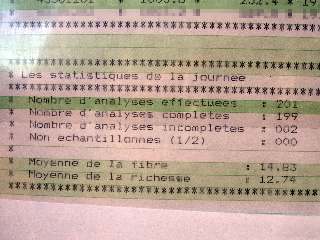 * Les statistiques de la journee
*******************************
* Nombre d'analyses effectuees : 201
* Nombre d'analyses completes : 199
* Nombre d'analyses incompletes : 002
* Non echantillonnes (1/2) : 000
*
* Moyenne de la fibre : 14.83
* Moyenne de la richesse : 12.74
*******************************